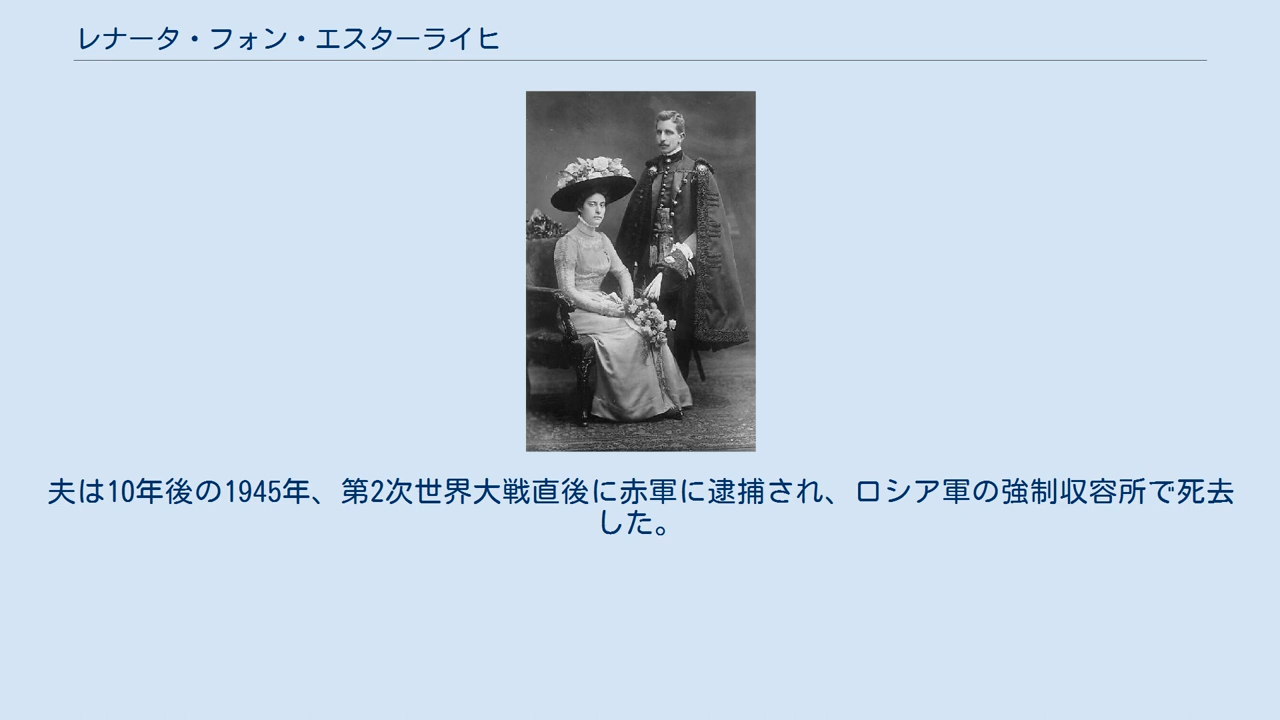 レナータ・フォン・エスターライヒ
夫は10年後の1945年、第2次世界大戦直後に赤軍に逮捕され、ロシア軍の強制収容所で死去
した。